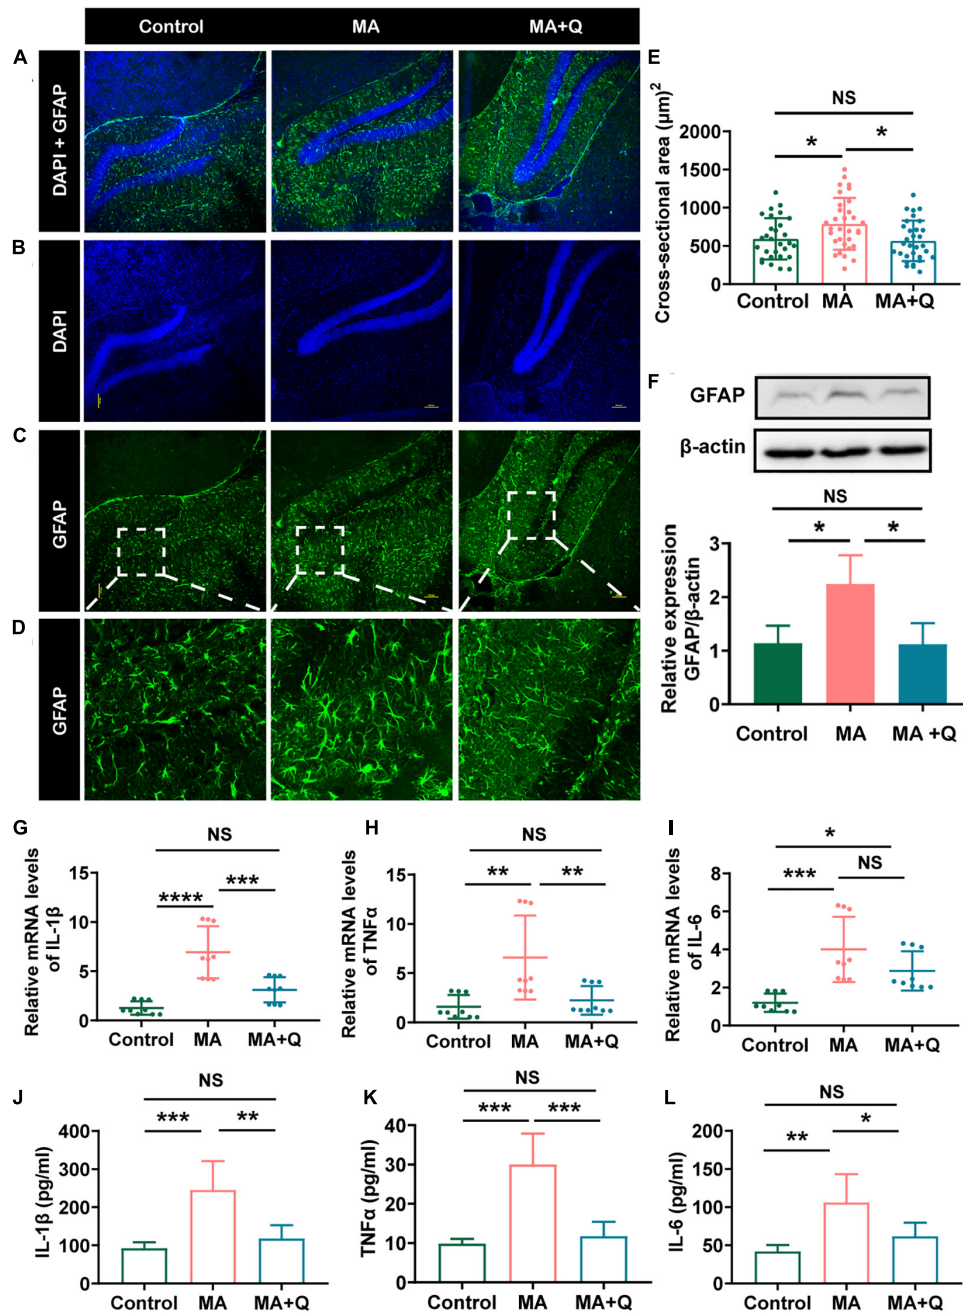 Control MA MA+Q
A
DAPI + GFAP
B
DAPI
C
GFAP
D
GFAP
E
Cross-sectional area (µm)2
NS
* *
2000
1500
1000
500
0
Control MA MA+Q
F
GFAP
β-actin
NS
* *
Relative expression
GFAP/β-actin
3
2
1
0
Control MA MA +Q
G
Relative mRNA levels
of IL-1β
NS
**** ***
15
10
5
0
Control MA MA+Q
H
Relative mRNA levels
of TNFα
NS
** **
15
10
5
0
Control MA MA+Q
I
Relative mRNA levels
of IL-6
*
*** NS
8
6
4
2
0
Control MA MA+Q
J
IL-1β (pg/ml)
NS
*** **
400
300
200
100
0
Control MA MA+Q
K
TNFα (pg/ml)
NS
*** ***
40
30
20
10
0
Control MA MA+Q
L
IL-6 (pg/ml)
NS
** *
200
150
100
50
0
Control MA MA+Q